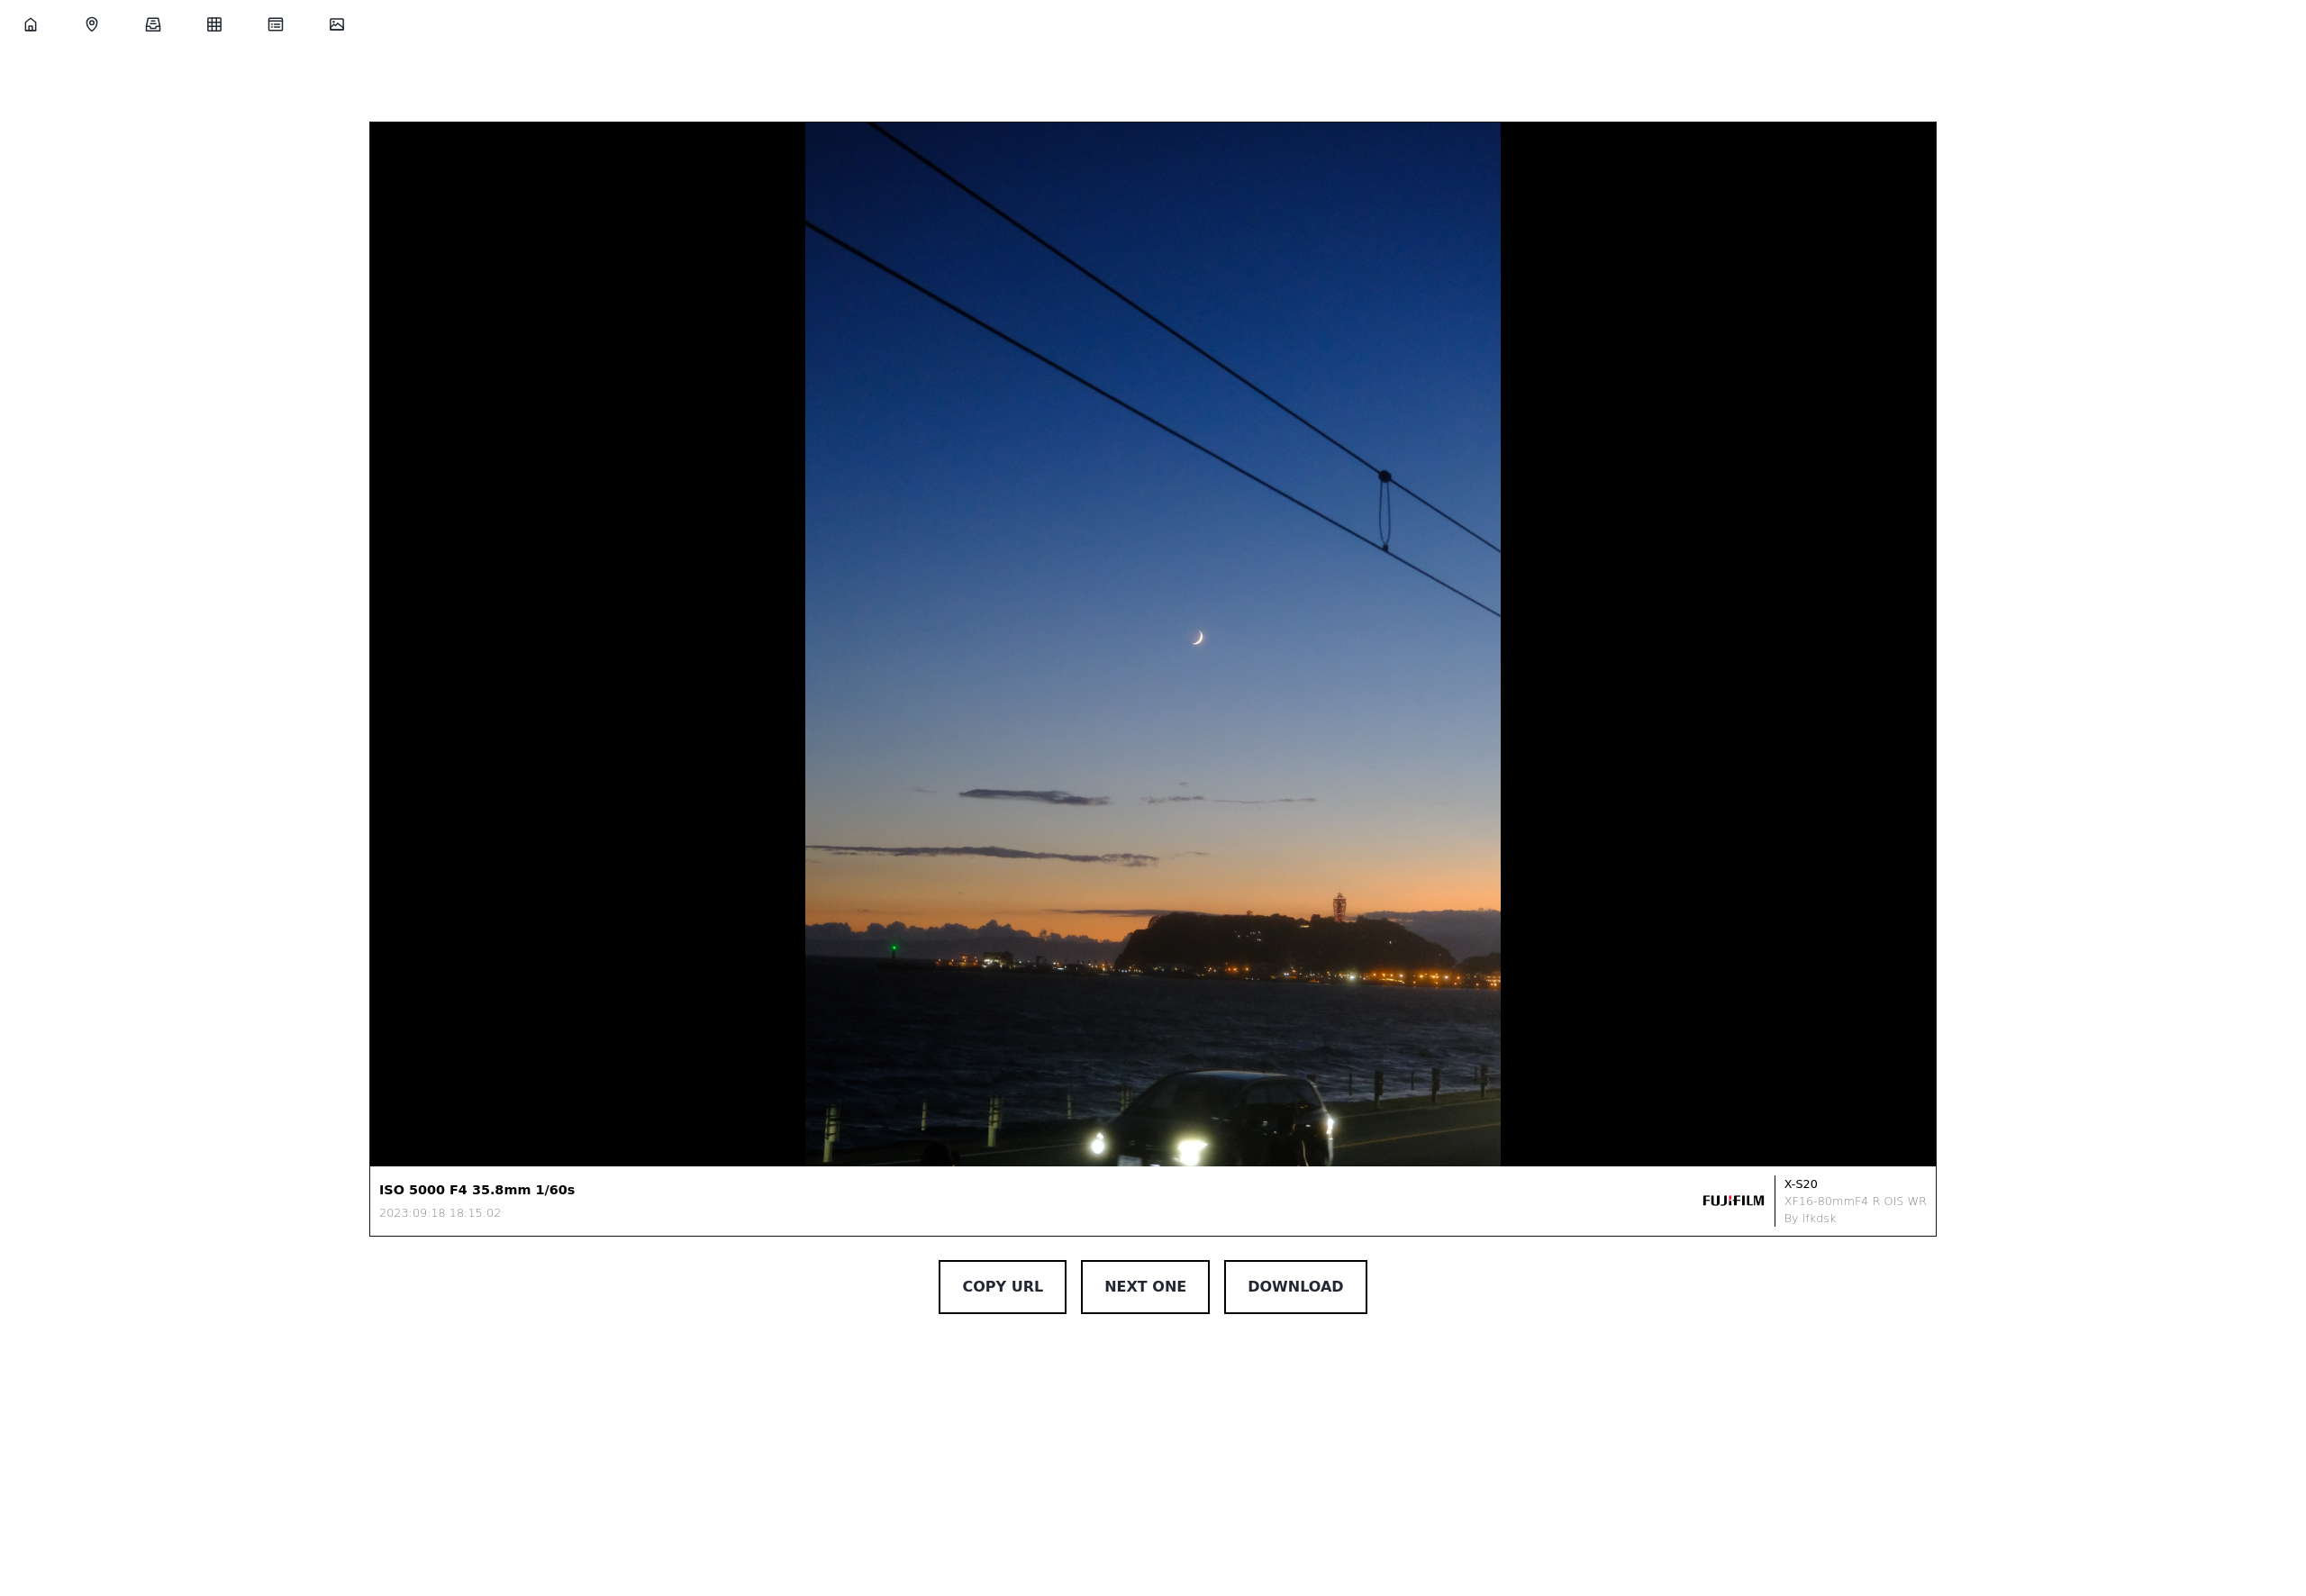 ISO 5000 F4 35.8mm 1/60s
2023:09:18 18:15:02
FUJIFILM
X-S20
XF16-80mmF4 R OIS WR
By lfkdsk
COPY URL
NEXT ONE
DOWNLOAD